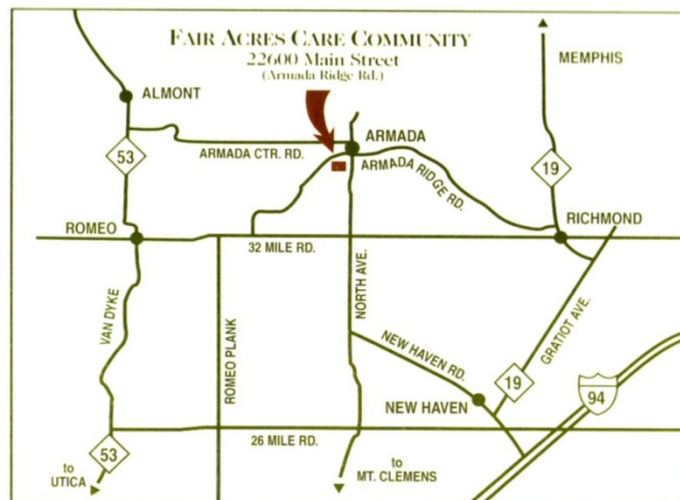 FAIR ACRES CARE COMMUNITY
22600 Main Street
(Armada Ridge Rd.)
MEMPHIS
ALMONT
ARMADA
53
ARMADA CTR. RD.
ARMADA RIDGE RD.
19
RICHMOND
ROMEO
32 MILE RD.
VAN DYKE
ROMEO PLANK
NORTH AVE.
NEW HAVEN RD.
GRATIOT AVE.
19
94
NEW HAVEN
26 MILE RD.
53
to
UTICA
to
MT. CLEMENS